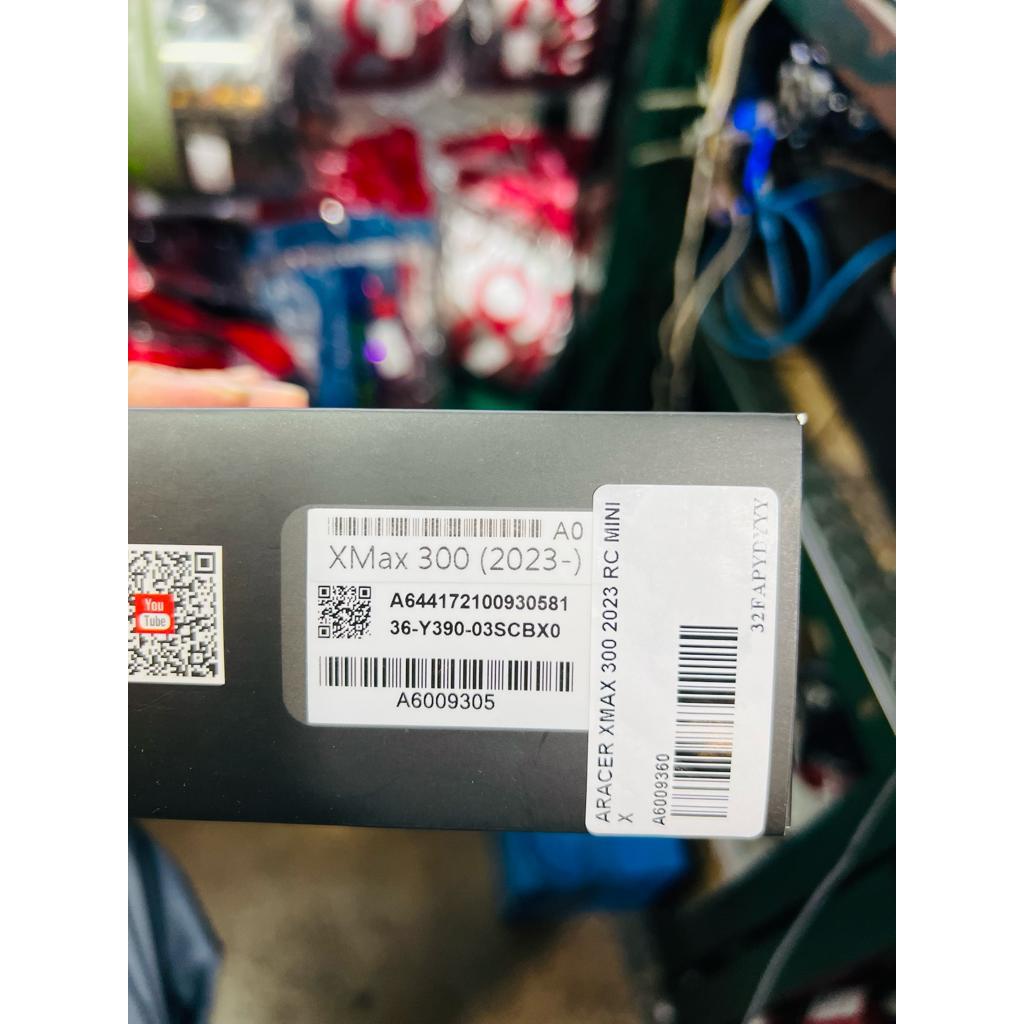 You
Tube
A0
XMax 300 (2023-)
A644172100930581
36-Y390-03SCBX0
A6009305
ARACER XMAX 300 2023 RC MINI
X
A6009360
32FAPYDYYY